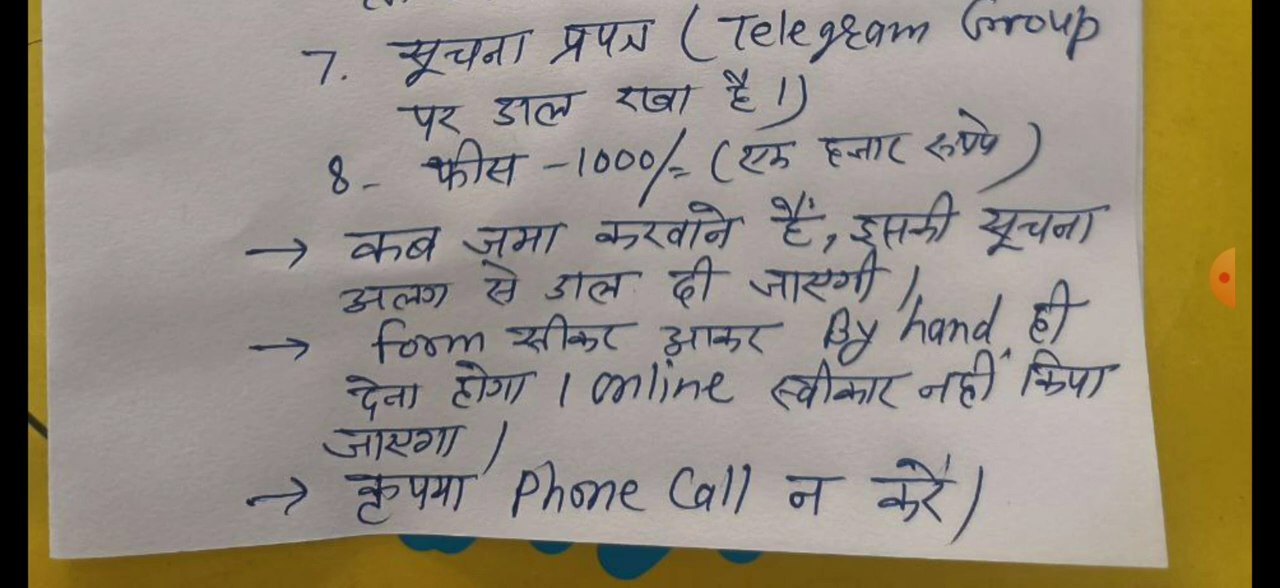 7. सूचना प्रपत्र (Telegram Group
पर डाल रखा है।)
8- फीस -1000/= (एक हजार रुपये)
→ कब जमा करवाने हैं, इसकी सूचना
अलग से डाल दी जाएगी।
→ form सीकर आकर By hand ही
देना होगा। online स्वीकार नहीं किया
जाएगा।
→ कृपया Phone Call न करें।